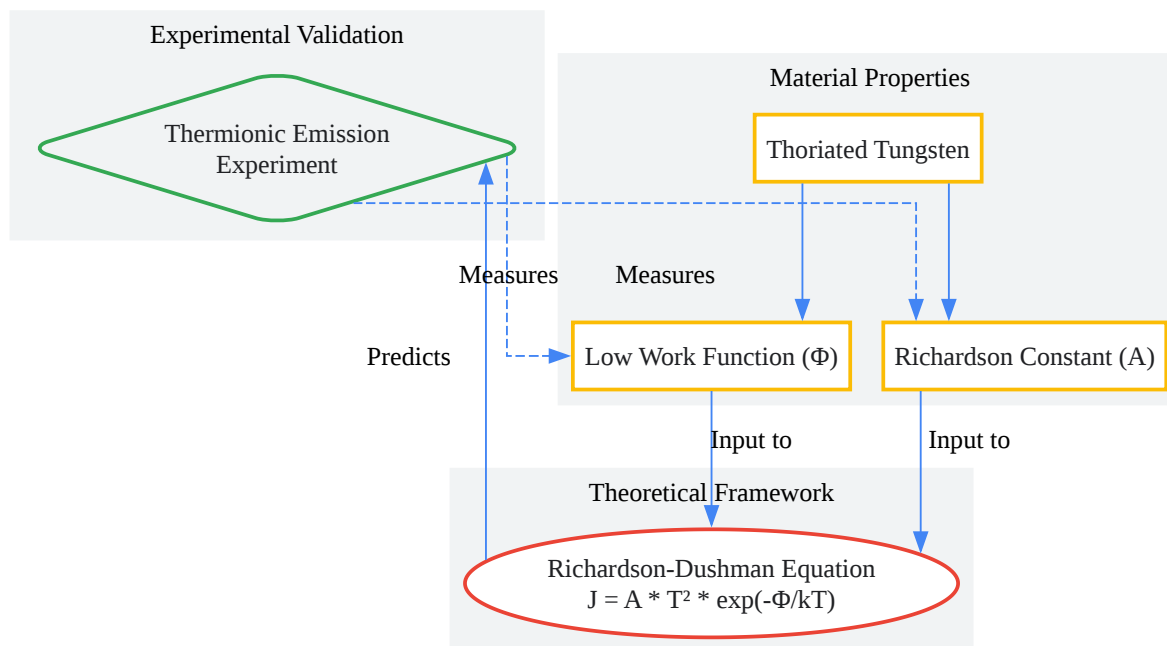 Experimental Validation
Thermionic Emission
Experiment
Material Properties
Thoriated Tungsten
Measures
Measures
Predicts
Low Work Function (Φ)
Richardson Constant (A)
Input to
Input to
Theoretical Framework
Richardson-Dushman Equation
J = A * T² * exp(-Φ/kT)